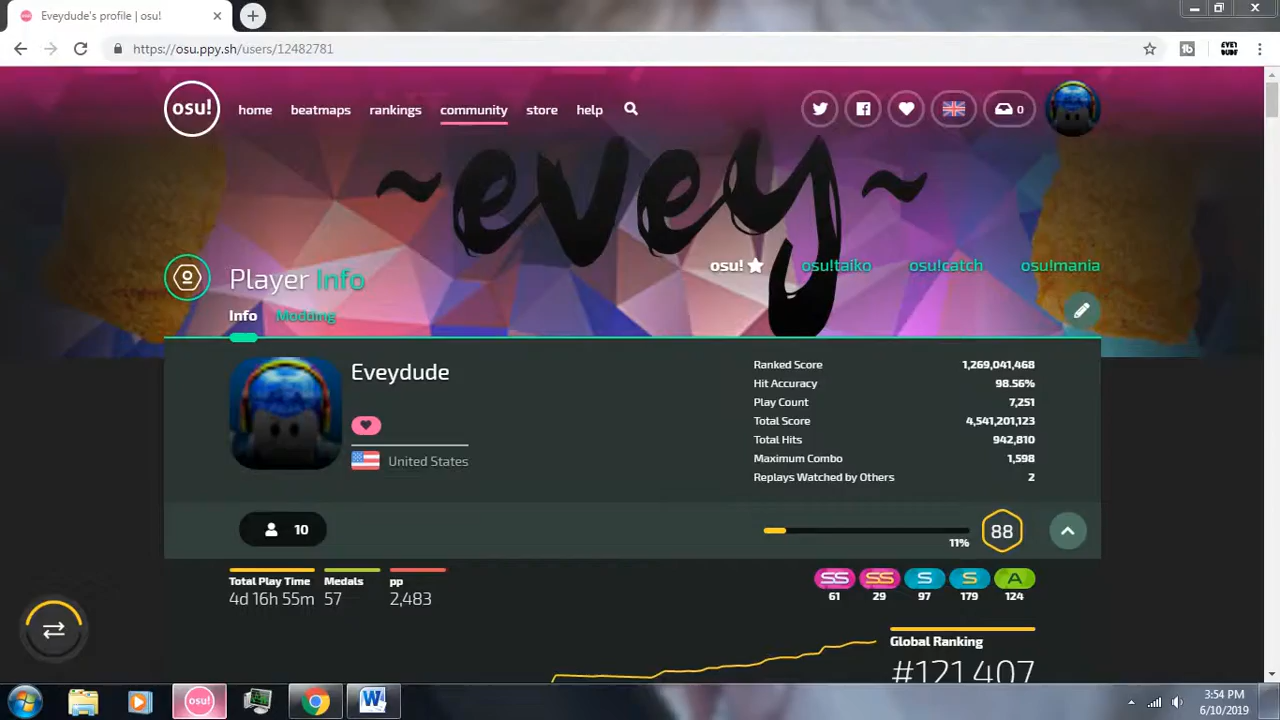 Eveydude's profile | osu!
https://osu.ppy.sh/users/12482781
EVEY DUDE
osu! home beatmaps rankings community store help 0
~evey~
osu! osu!taiko osu!catch osu!mania
Player Info
Info Modding
Eveydude
United States
Ranked Score 1,269,041,468
Hit Accuracy 98.56%
Play Count 7,251
Total Score 4,541,201,123
Total Hits 942,810
Maximum Combo 1,598
Replays Watched by Others 2
10
11%
88
Total Play Time Medals pp
4d 16h 55m 57 2,483
SS SS S S A
61 29 97 179 124
Global Ranking
#121,407
osu!
W
3:54 PM
6/10/2019